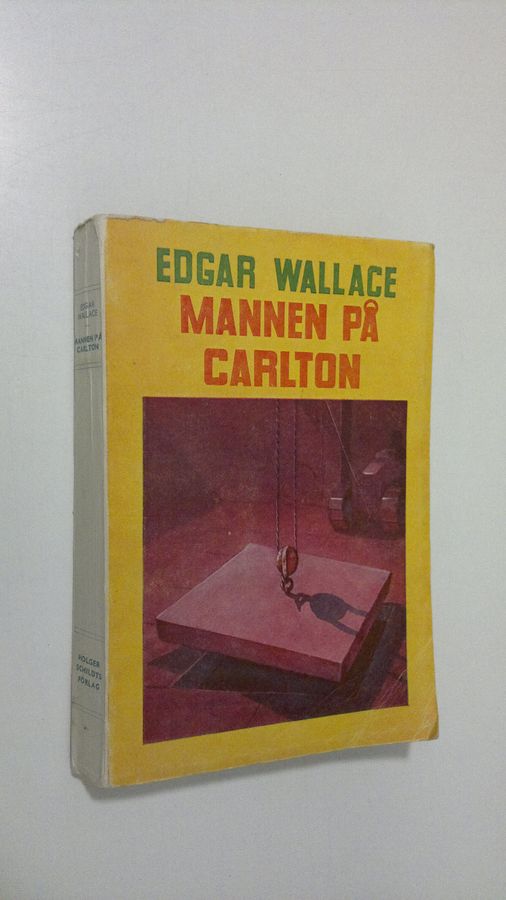 EDGAR WALLACE
MANNEN PÅ
CARLTON
EDGAR
WALLACE
MANNEN PÅ
CARLTON
HOLGER
SCHILDTS
FÖRLAG